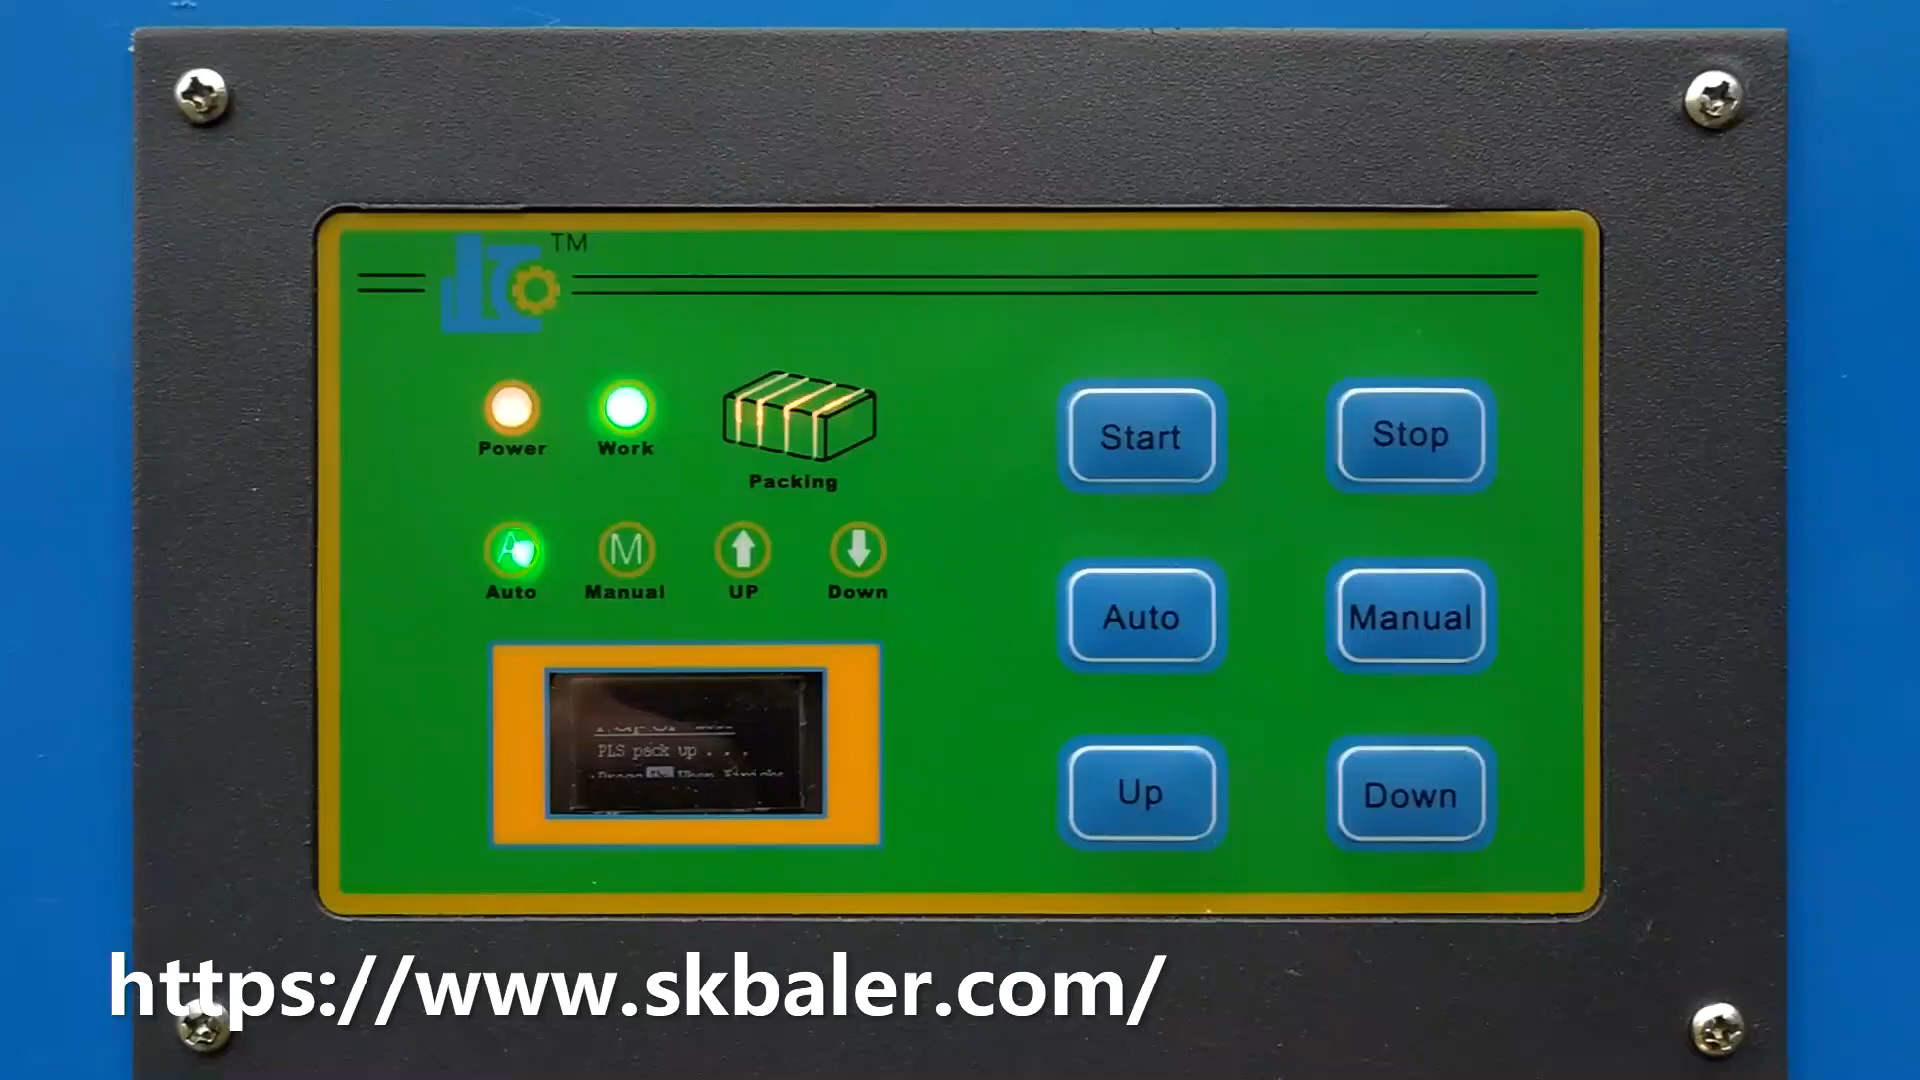 TM
Power
Work
Packing
Start
Stop
A
M
Auto
Manual
UP
Down
Auto
Manual
PLS pack up . . .
Up
Down
https://www.skbaler.com/